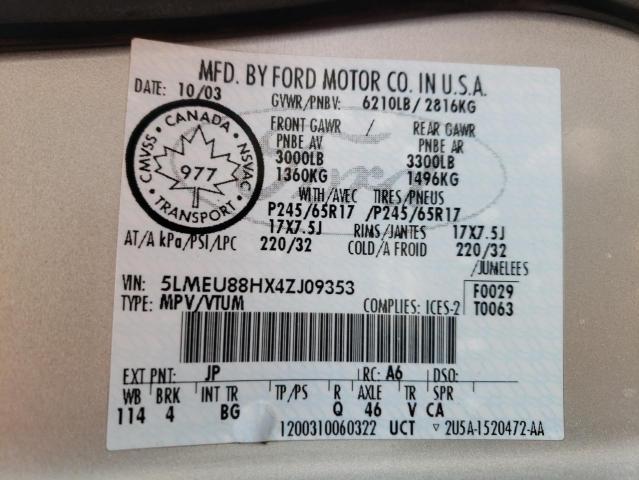 MFD. BY FORD MOTOR CO. IN U.S.A.
DATE: 10/03 GVWR/PNBV: 6210LB/ 2816KG
FRONT GAWR / REAR GAWR
PNBE AV PNBE AR
3000LB 3300LB
1360KG 1496KG
CMVSS • CANADA • NSVAC • TRANSPORT •
977
WITH/AVEC TIRES/PNEUS
P245/65R17 /P245/65R17
17X7.5J RIMS/JANTES 17X7.5J
AT/A kPa/PSI/LPC 220/32 COLD/A FROID 220/32
/JUMELEES
VIN: 5LMEU88HX4ZJ09353 F0029
TYPE: MPV/VTUM COMPLIES: ICES-2 T0063
EXT PNT: JP RC: A6 DSO:
WB BRK INT TR TP/PS R AXLE TR SPR
114 4 BG Q 46 V CA
1200310060322 UCT ▽ 2U5A-1520472-AA